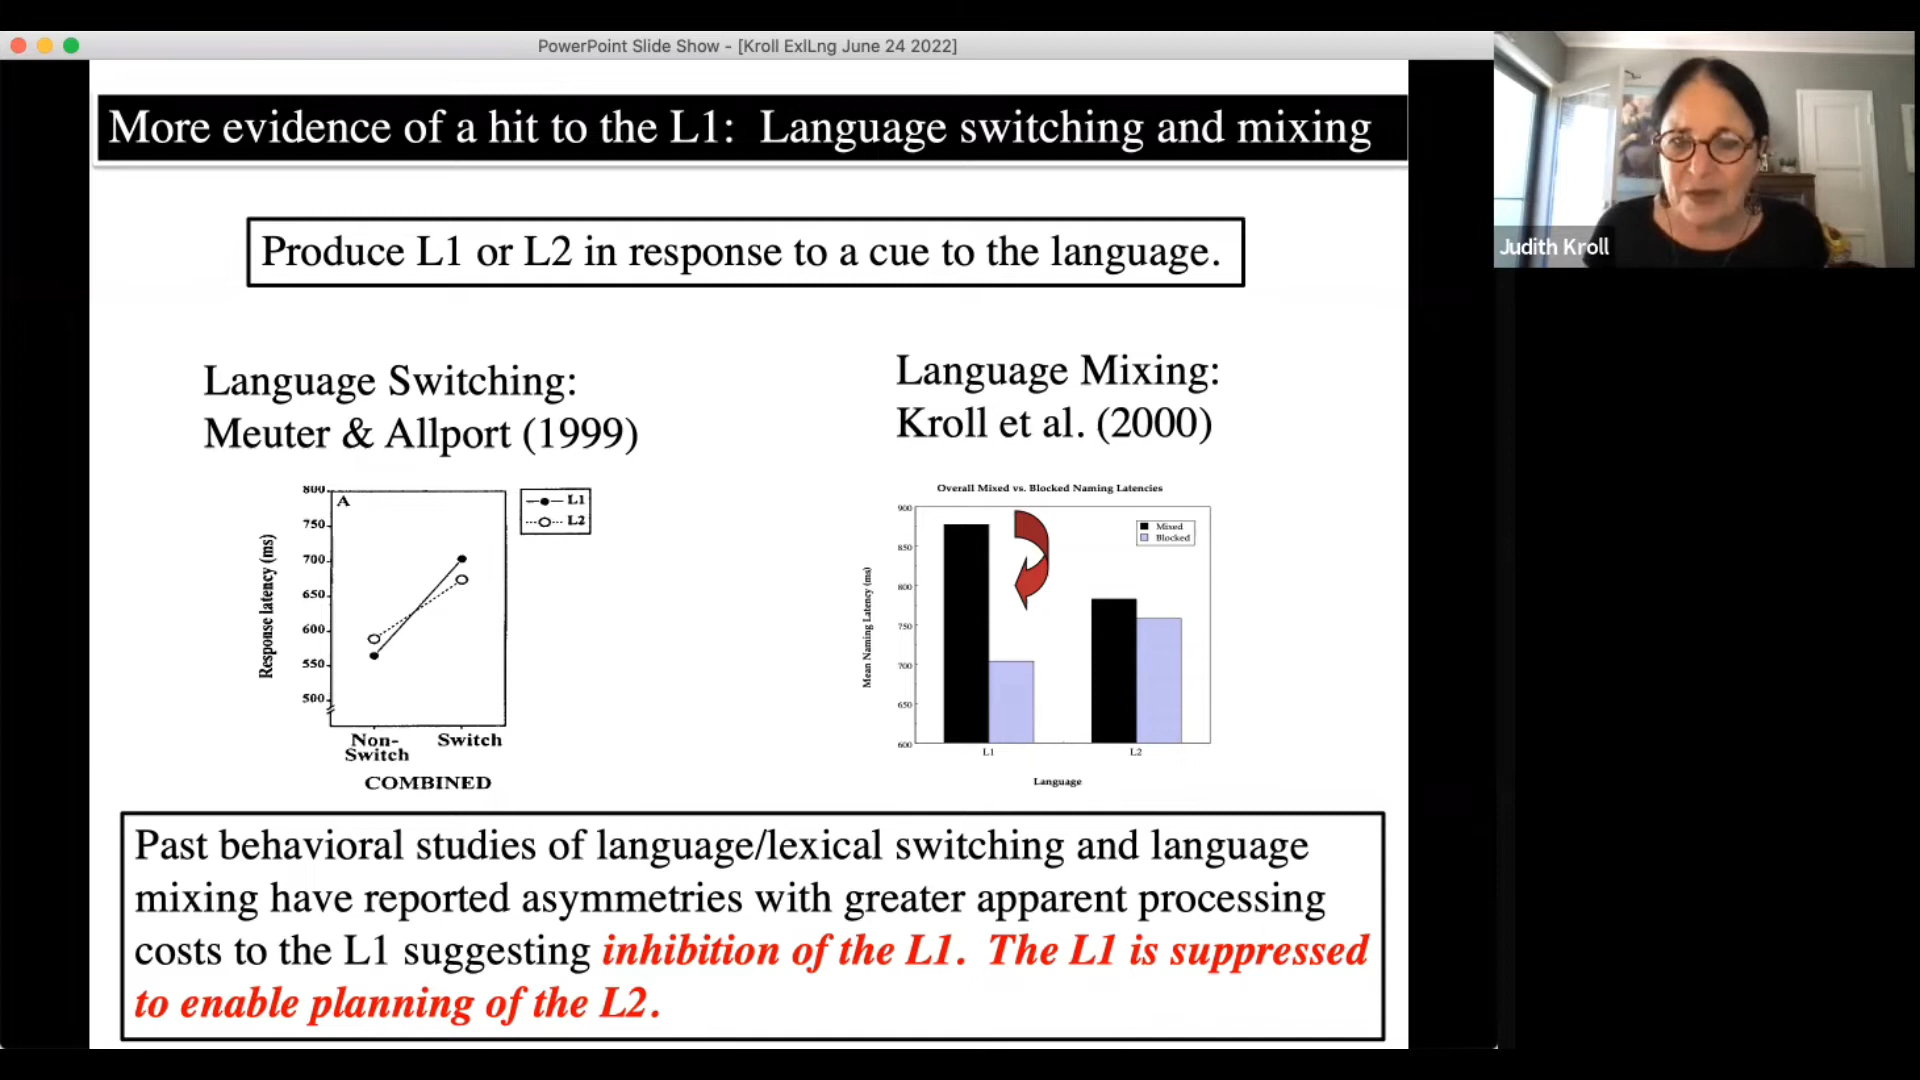 PowerPoint Slide Show - [Kroll ExlLng June 24 2022]
More evidence of a hit to the L1: Language switching and mixing
Produce L1 or L2 in response to a cue to the language.
Language Switching:
Meuter & Allport (1999)
800
750
700
650
600
550
500
Response latency (ms)
A
L1
L2
Non-
Switch
Switch
COMBINED
Language Mixing:
Kroll et al. (2000)
Overall Mixed vs. Blocked Naming Latencies
900
850
800
750
700
650
600
Mean Naming Latency (ms)
Mixed
Blocked
L1
L2
Language
Past behavioral studies of language/lexical switching and language
mixing have reported asymmetries with greater apparent processing
costs to the L1 suggesting inhibition of the L1. The L1 is suppressed
to enable planning of the L2.
Judith Kroll